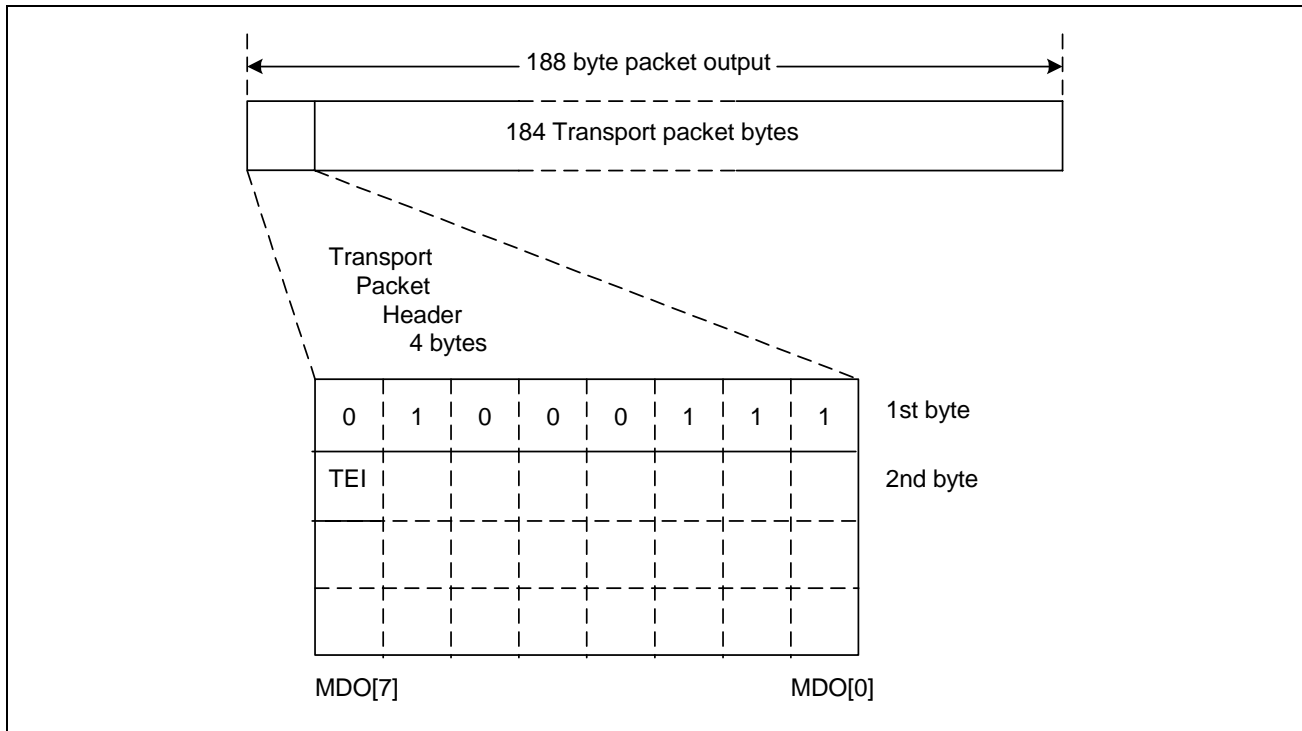 188 byte packet output
184 Transport packet bytes
Transport
Packet
Header
4 bytes
0 1 0 0 0 1 1 1 1st byte
TEI 2nd byte
MDO[7] MDO[0]